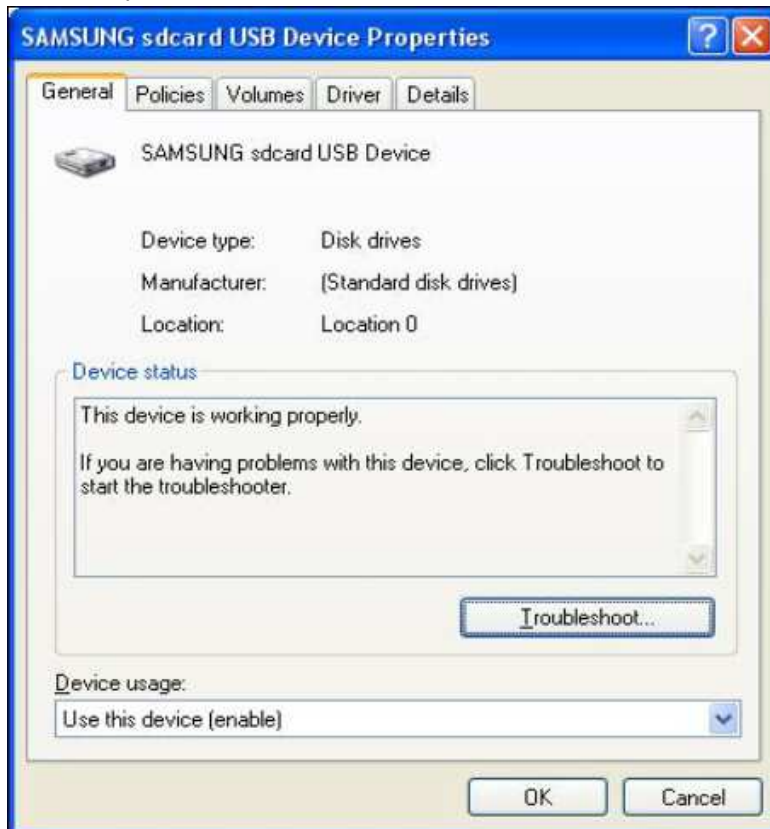 SAMSUNG sdcard USB Device Properties
General Policies Volumes Driver Details
SAMSUNG sdcard USB Device
Device type: Disk drives
Manufacturer: (Standard disk drives)
Location: Location 0
Device status
This device is working properly.
If you are having problems with this device, click Troubleshoot to
start the troubleshooter.
Troubleshoot...
Device usage:
Use this device (enable)
OK Cancel